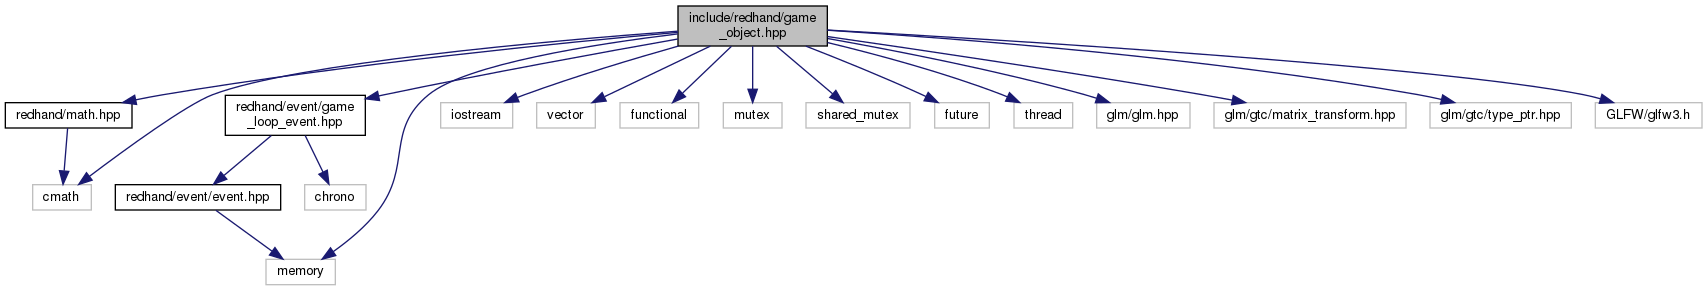 include/redhand/game
_object.hpp
redhand/math.hpp
redhand/event/game
_loop_event.hpp
iostream
vector
functional
mutex
shared_mutex
future
thread
glm/glm.hpp
glm/gtc/matrix_transform.hpp
glm/gtc/type_ptr.hpp
GLFW/glfw3.h
cmath
redhand/event/event.hpp
chrono
memory